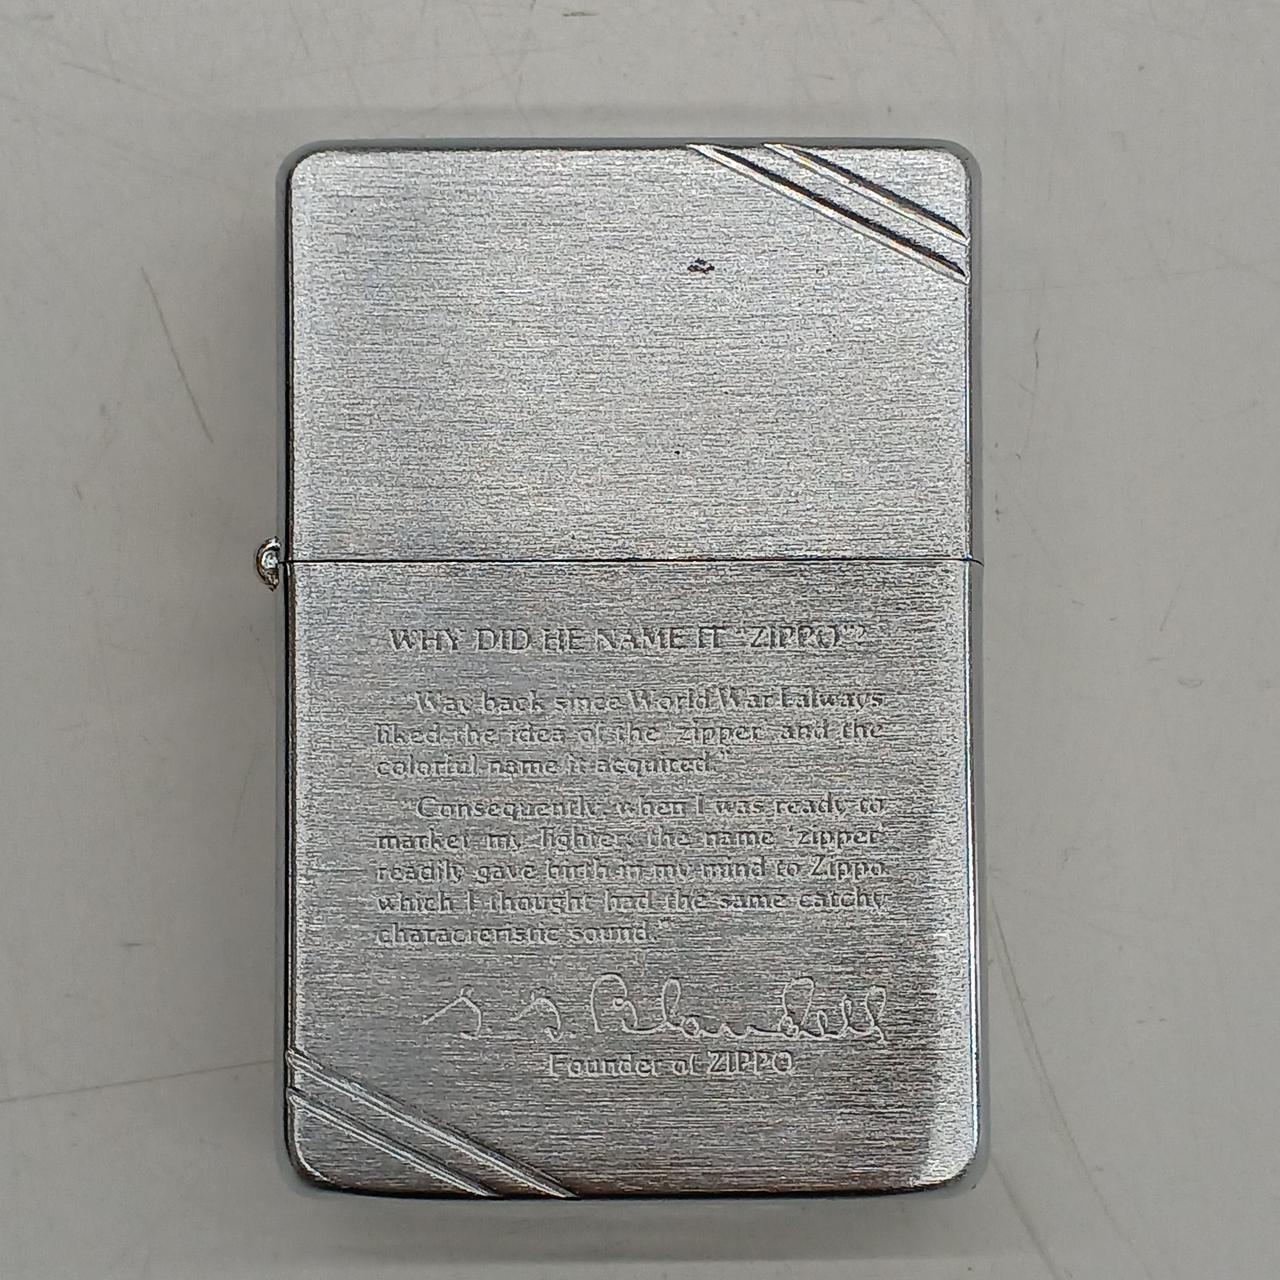 WHY DID HE NAME IT "ZIPPO"?
"Way back since World War I always
liked the idea of the 'zipper' and the
colorful name it acquired."
"Consequently, when I was ready to
market my lighter, the name 'zipper'
readily gave birth in my mind to Zippo,
which I thought had the same catchy
characteristic sound."
G G Blaisdell
Founder of ZIPPO